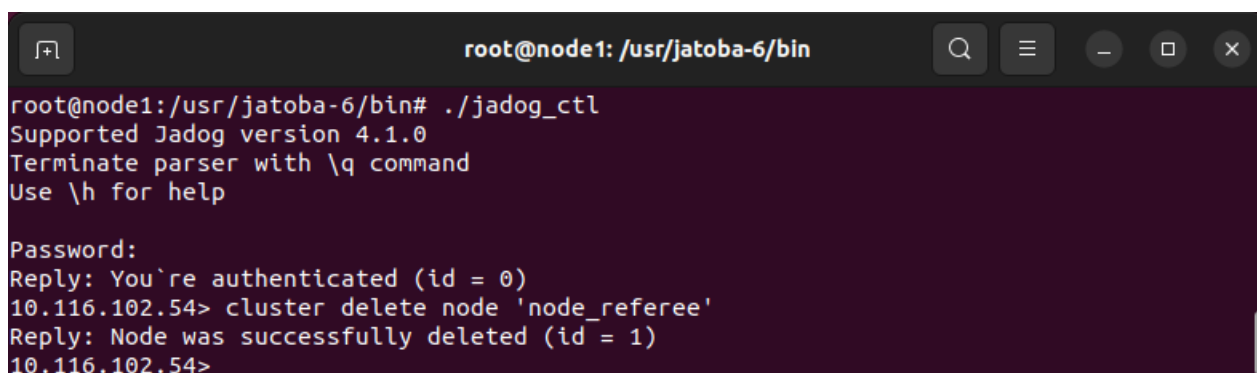 root@node1: /usr/jatoba-6/bin
root@node1:/usr/jatoba-6/bin# ./jadog_ctl
Supported Jadog version 4.1.0
Terminate parser with \q command
Use \h for help
Password:
Reply: You`re authenticated (id = 0)
10.116.102.54> cluster delete node 'node_referee'
Reply: Node was successfully deleted (id = 1)
10.116.102.54>